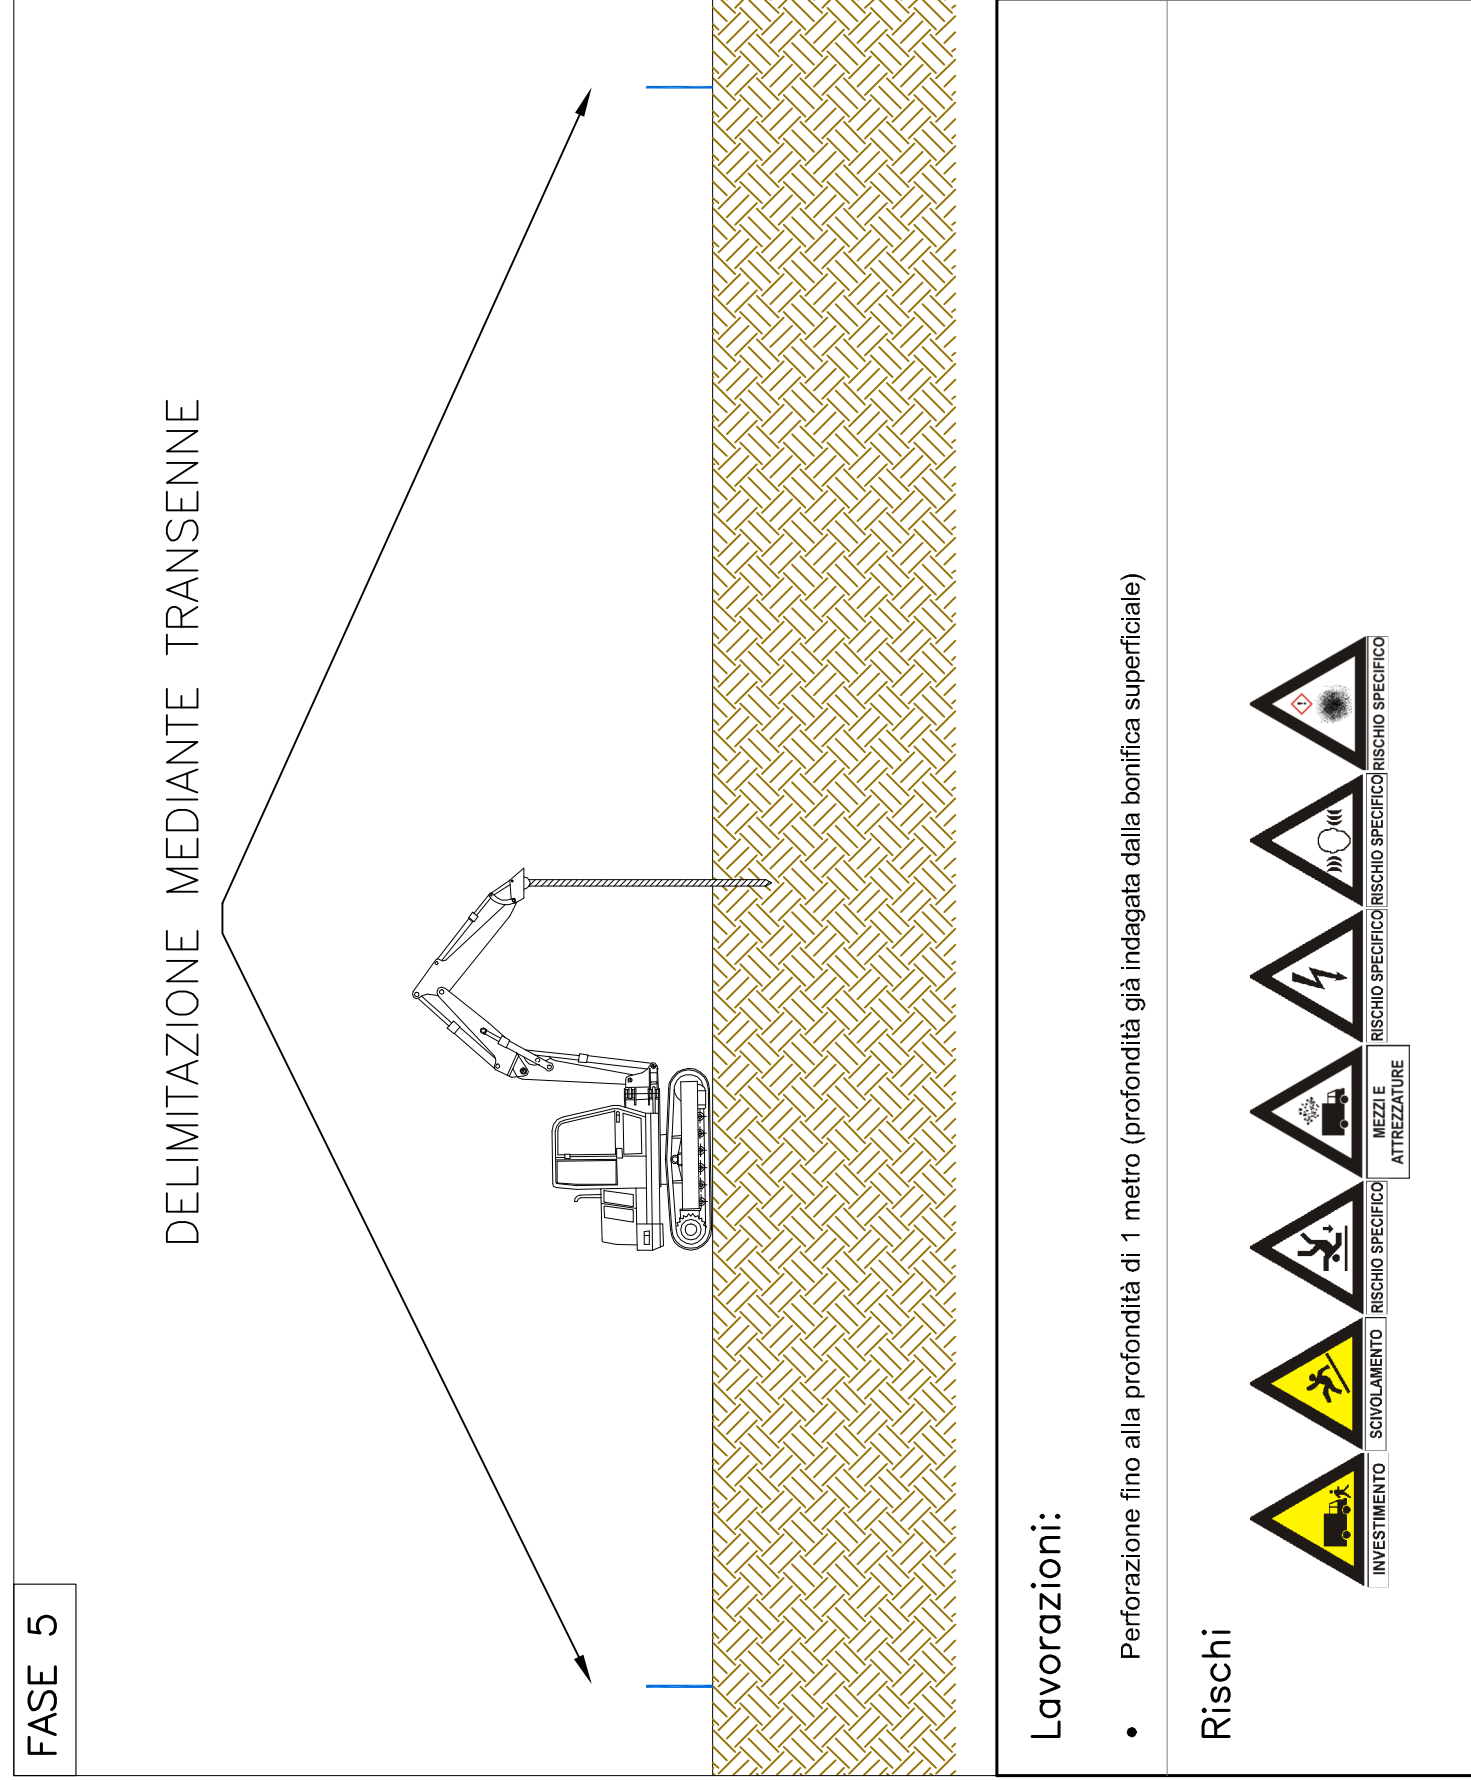 FASE 5
DELIMITAZIONE MEDIANTE TRANSENNE
Lavorazioni:
• Perforazione fino alla profondità di 1 metro (profondità già indagata dalla bonifica superficiale)
Rischi
INVESTIMENTO
SCIVOLAMENTO
RISCHIO SPECIFICO
MEZZI E
ATTREZZATURE
RISCHIO SPECIFICO
RISCHIO SPECIFICO
!
RISCHIO SPECIFICO